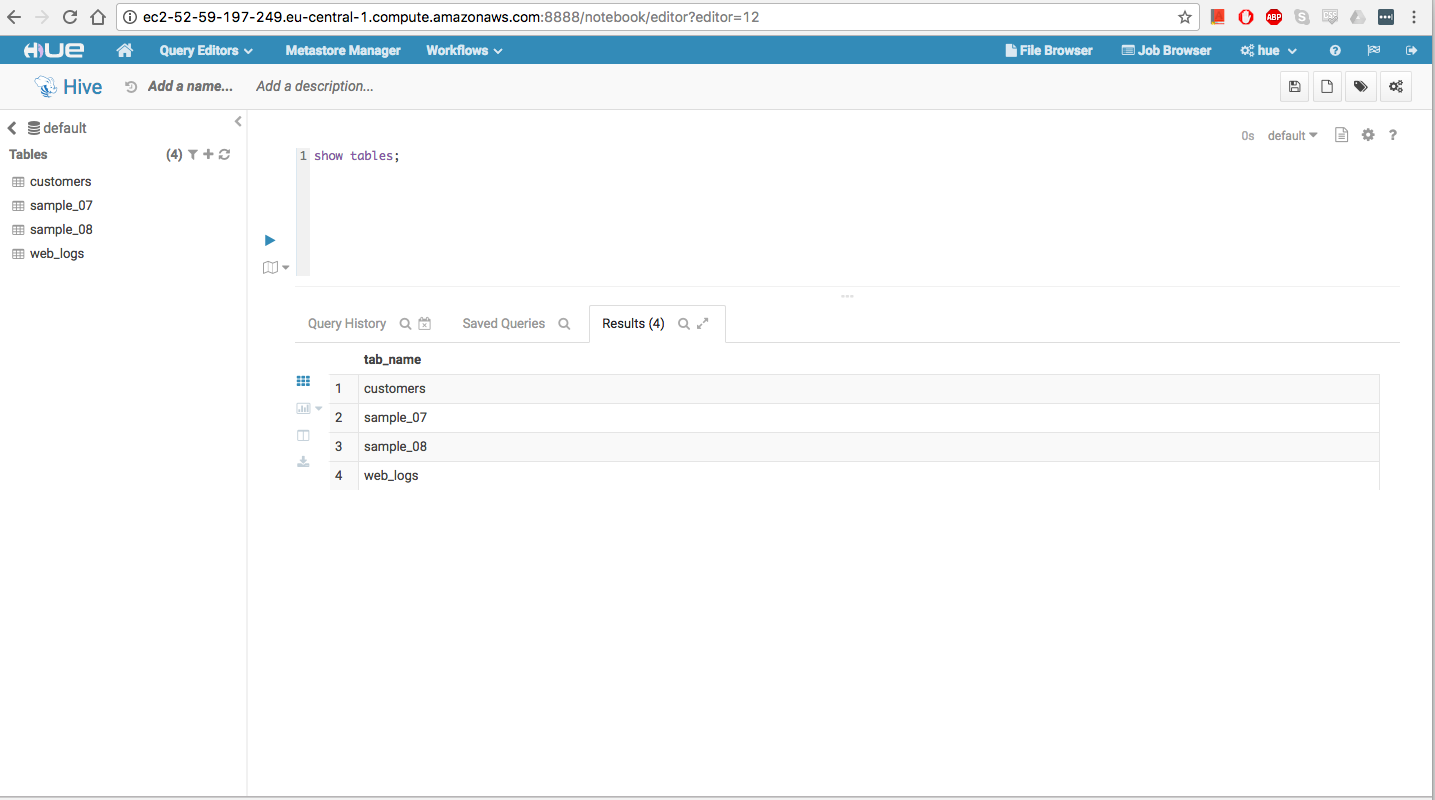 ec2-52-59-197-249.eu-central-1.compute.amazonaws.com:8888/notebook/editor?editor=12
ABP
HUE Query Editors Metastore Manager Workflows File Browser Job Browser hue
Hive Add a name... Add a description...
default
Tables (4)
customers
sample_07
sample_08
web_logs
0s default ?
1 show tables;
Query History Saved Queries Results (4)
tab_name
1 customers
2 sample_07
3 sample_08
4 web_logs